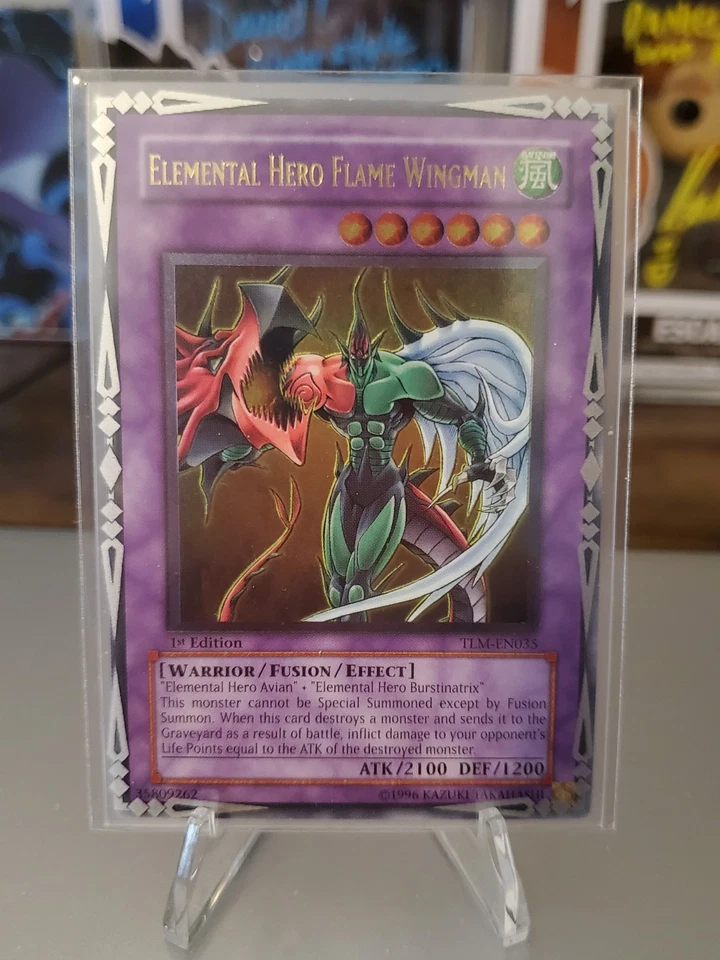 Daniel
ELEMENTAL HERO FLAME WINGMAN
風
1st Edition
TLM-EN035
[WARRIOR/FUSION/EFFECT]
"Elemental Hero Avian" + "Elemental Hero Burstinatrix"
This monster cannot be Special Summoned except by Fusion
Summon. When this card destroys a monster and sends it to the
Graveyard as a result of battle, inflict damage to your opponent's
Life Points equal to the ATK of the destroyed monster.
ATK/2100 DEF/1200
35809262
©1996 KAZUKI TAKAHASHI